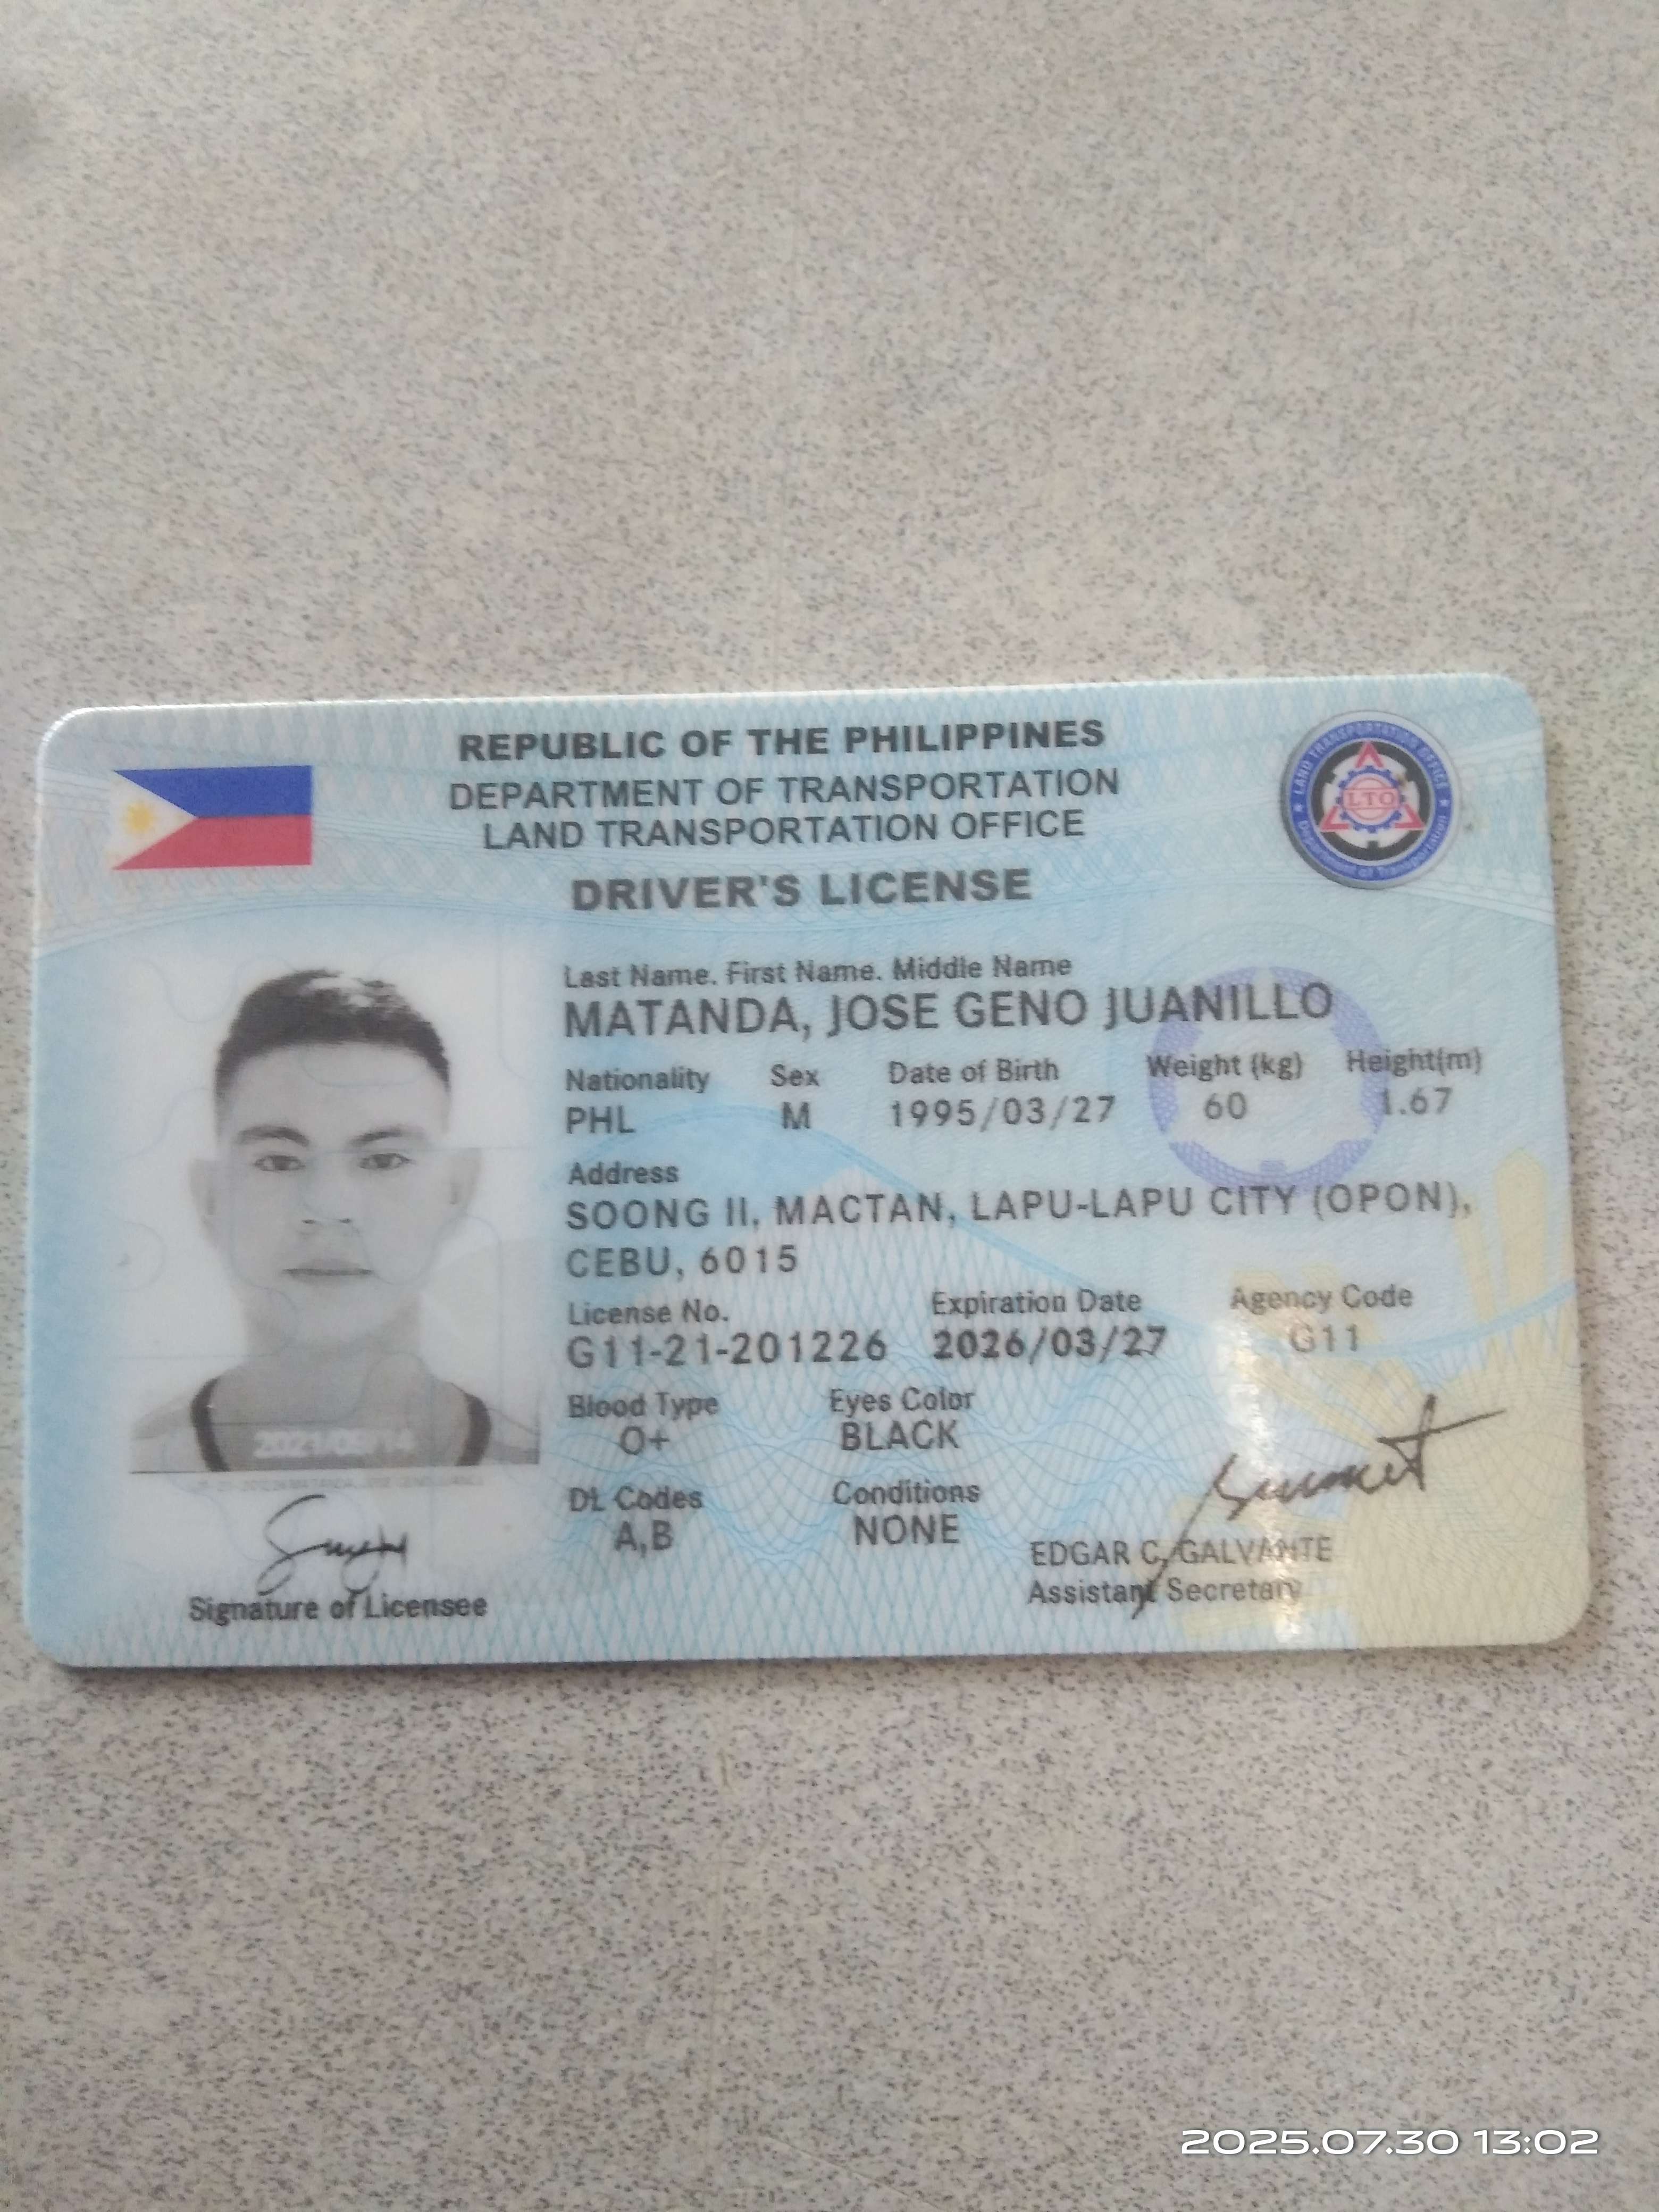 REPUBLIC OF THE PHILIPPINES
DEPARTMENT OF TRANSPORTATION
LAND TRANSPORTATION OFFICE
DRIVER'S LICENSE
LAND TRANSPORTATION OFFICE
LTO
Department of Transportation
Last Name. First Name. Middle Name
MATANDA, JOSE GENO JUANILLO
Nationality Sex Date of Birth Weight (kg) Height(m)
PHL M 1995/03/27 60 1.67
Address
SOONG II, MACTAN, LAPU-LAPU CITY (OPON),
CEBU, 6015
License No. Expiration Date Agency Code
G11-21-201226 2026/03/27 G11
Blood Type Eyes Color
O+ BLACK
DL Codes Conditions
A,B NONE
EDGAR C. GALVANTE
Assistant Secretary
Signature of Licensee
2025.07.30 13:02